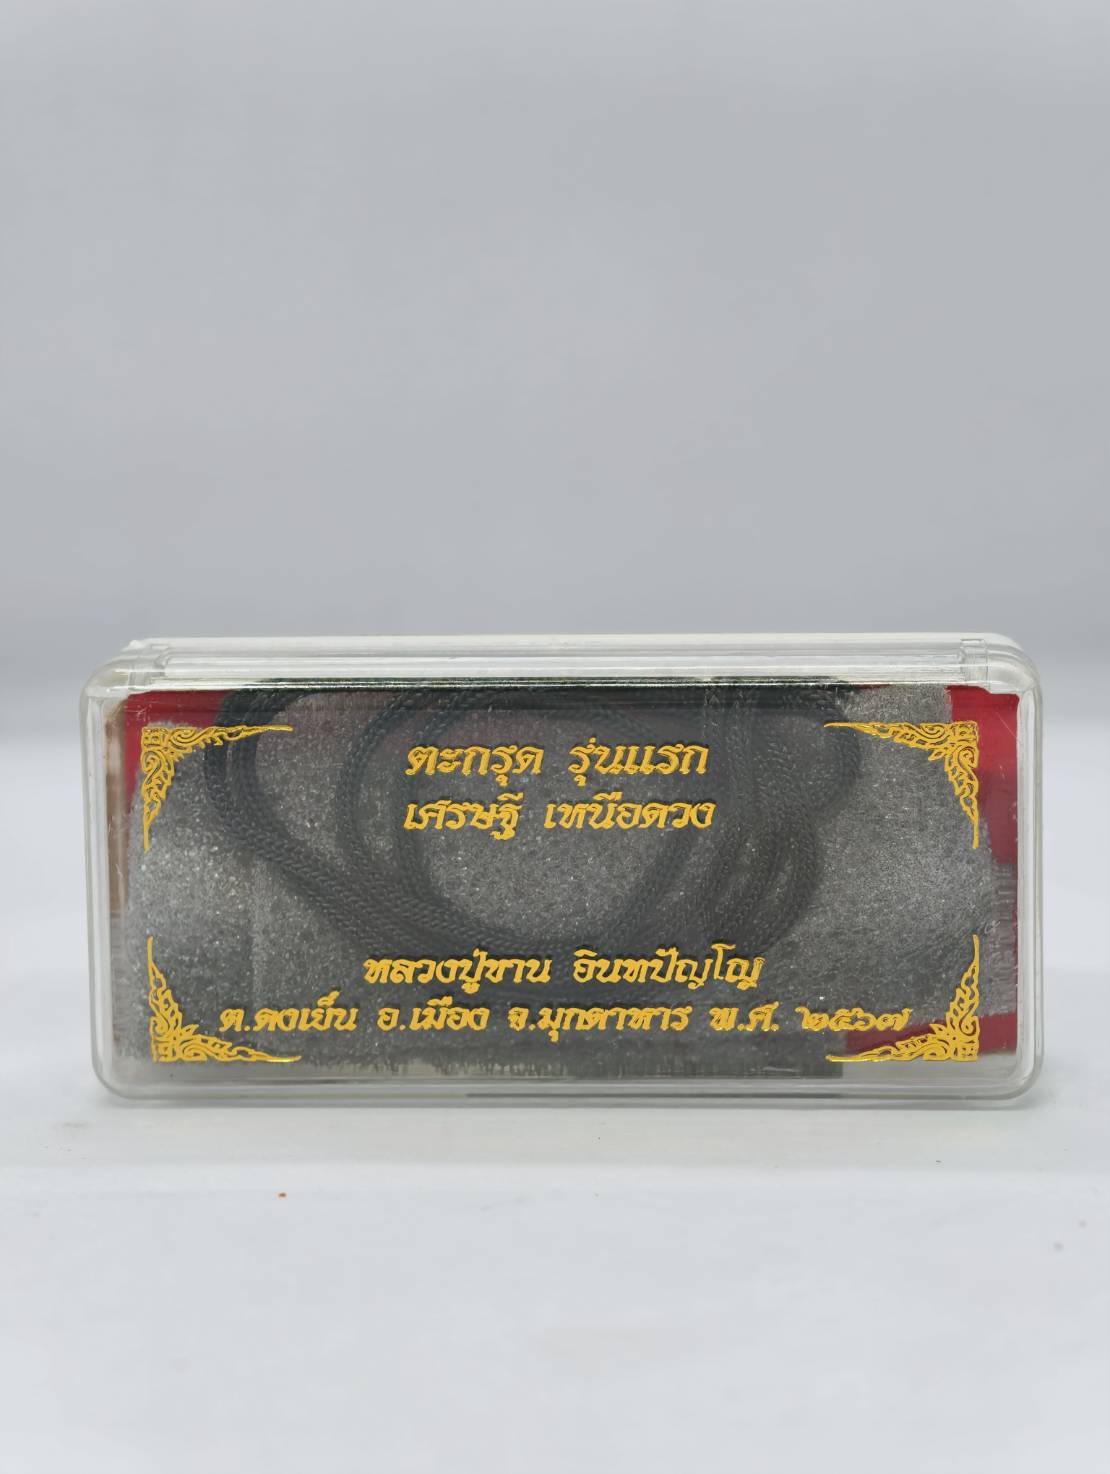 ตะกรุด รุ่นแรก
เศรษฐี เหนือดวง
หลวงปู่ขาน อินทปัญโญ
ต.ดงเย็น อ.เมือง จ.มุกดาหาร พ.ศ. ๒๕๖๗